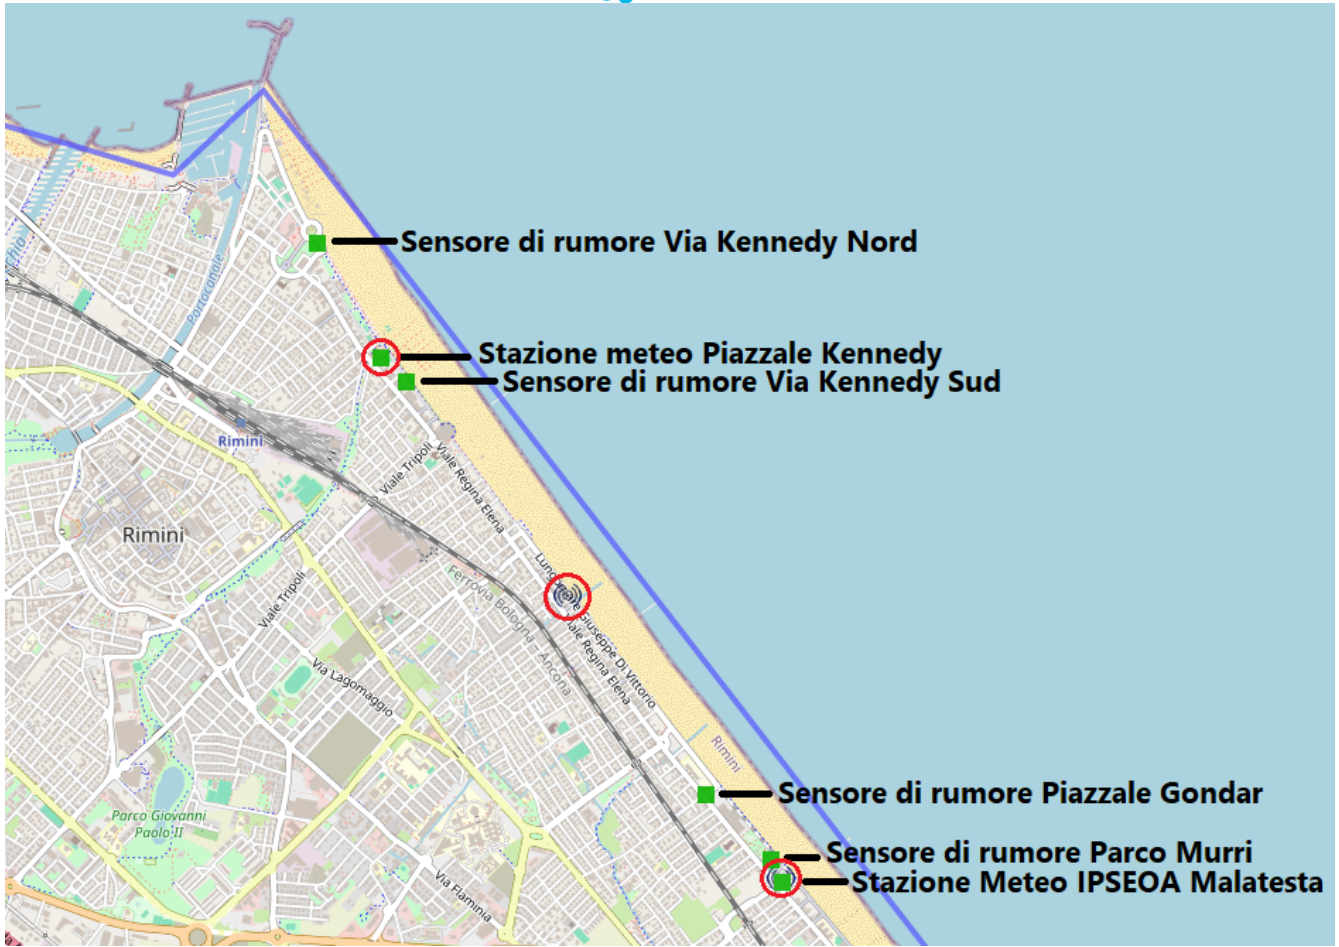 Sensore di rumore Via Kennedy Nord
Portocanale
Stazione meteo Piazzale Kennedy
Sensore di rumore Via Kennedy Sud
Rimini
Viale Tripoli
Viale Regina Elena
Rimini
Viale Tripoli
Ferrovia Bologna - Ancona
Giuseppe Di Vittorio
Viale Regina Elena
Via Lagomaggio
Rimini
Sensore di rumore Piazzale Gondar
Parco Giovanni
Paolo II
Sensore di rumore Parco Murri
Stazione Meteo IPSEOA Malatesta
Via Flaminia